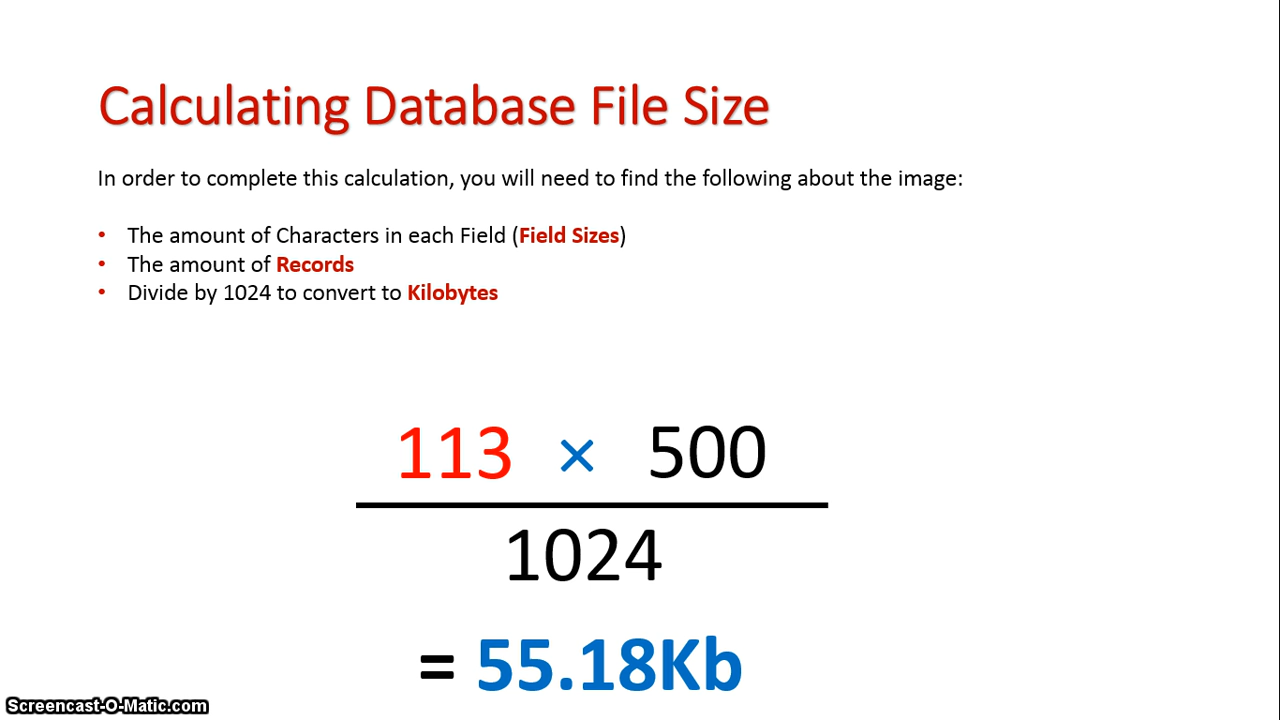 Calculating Database File Size
In order to complete this calculation, you will need to find the following about the image:
• The amount of Characters in each Field (Field Sizes)
• The amount of Records
• Divide by 1024 to convert to Kilobytes
113 × 500
1024
= 55.18Kb
Screencast-O-Matic.com